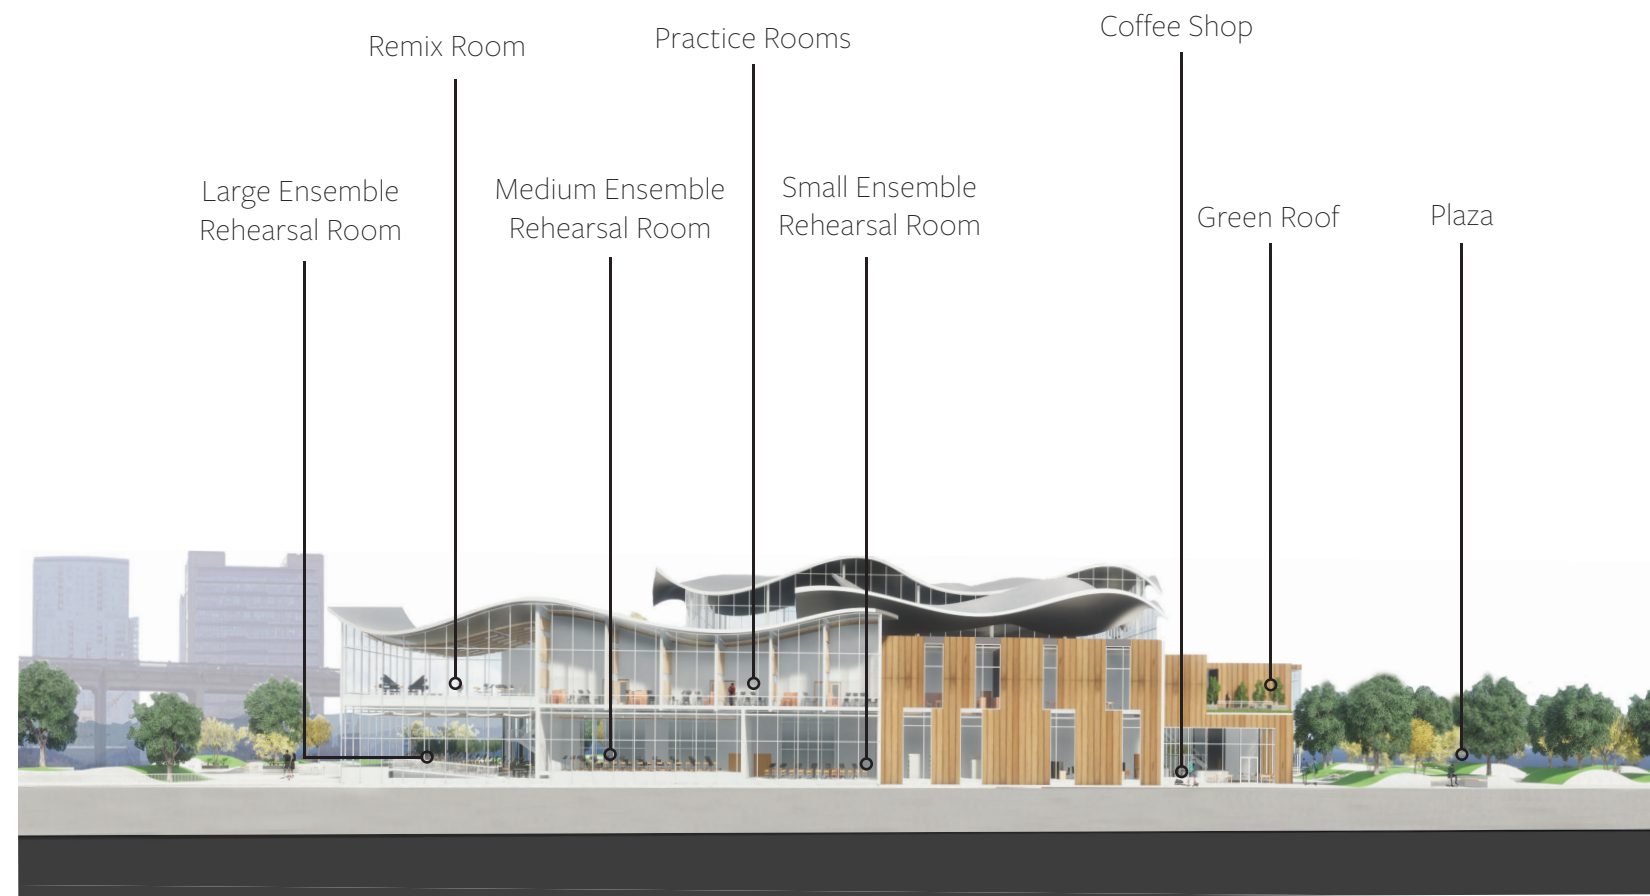 Remix Room
Practice Rooms
Coffee Shop
Large Ensemble
Rehearsal Room
Medium Ensemble
Rehearsal Room
Small Ensemble
Rehearsal Room
Green Roof
Plaza